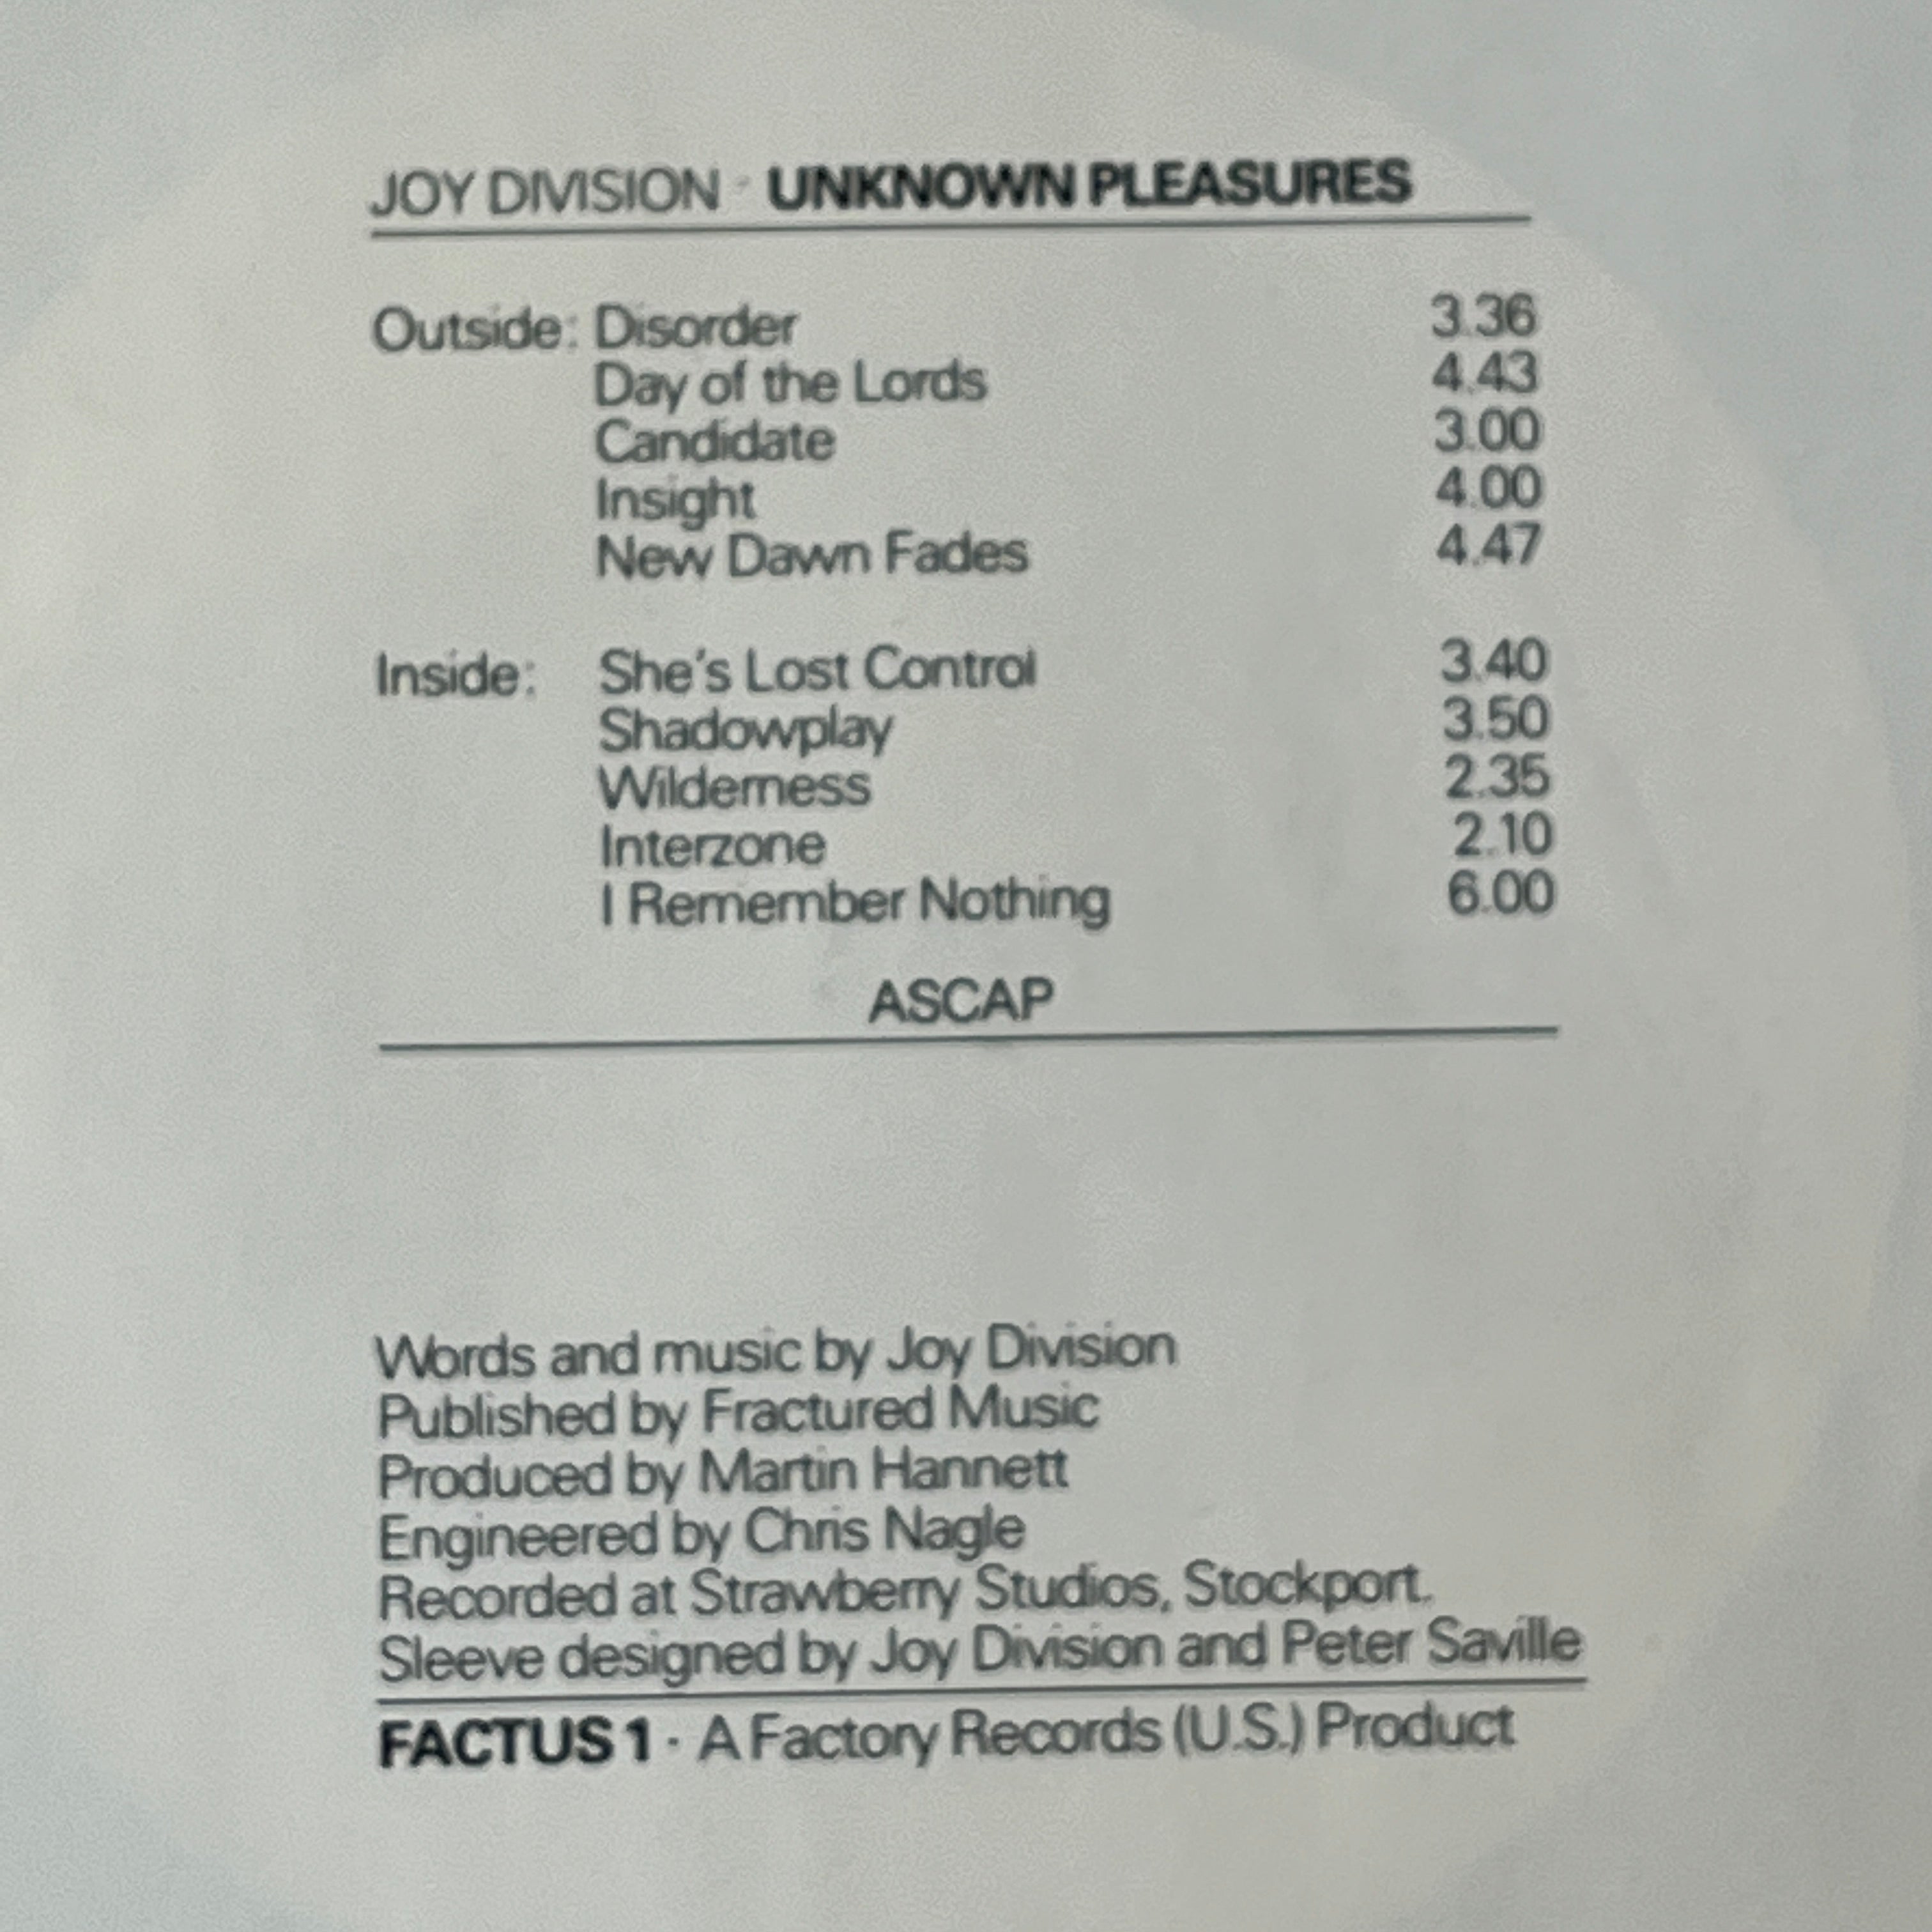 JOY DIVISION · UNKNOWN PLEASURES
Outside: Disorder 3.36
Day of the Lords 4.43
Candidate 3.00
Insight 4.00
New Dawn Fades 4.47
Inside: She's Lost Control 3.40
Shadowplay 3.50
Wilderness 2.35
Interzone 2.10
I Remember Nothing 6.00
ASCAP
Words and music by Joy Division
Published by Fractured Music
Produced by Martin Hannett
Engineered by Chris Nagle
Recorded at Strawberry Studios, Stockport.
Sleeve designed by Joy Division and Peter Saville
FACTUS 1 · A Factory Records (U.S.) Product